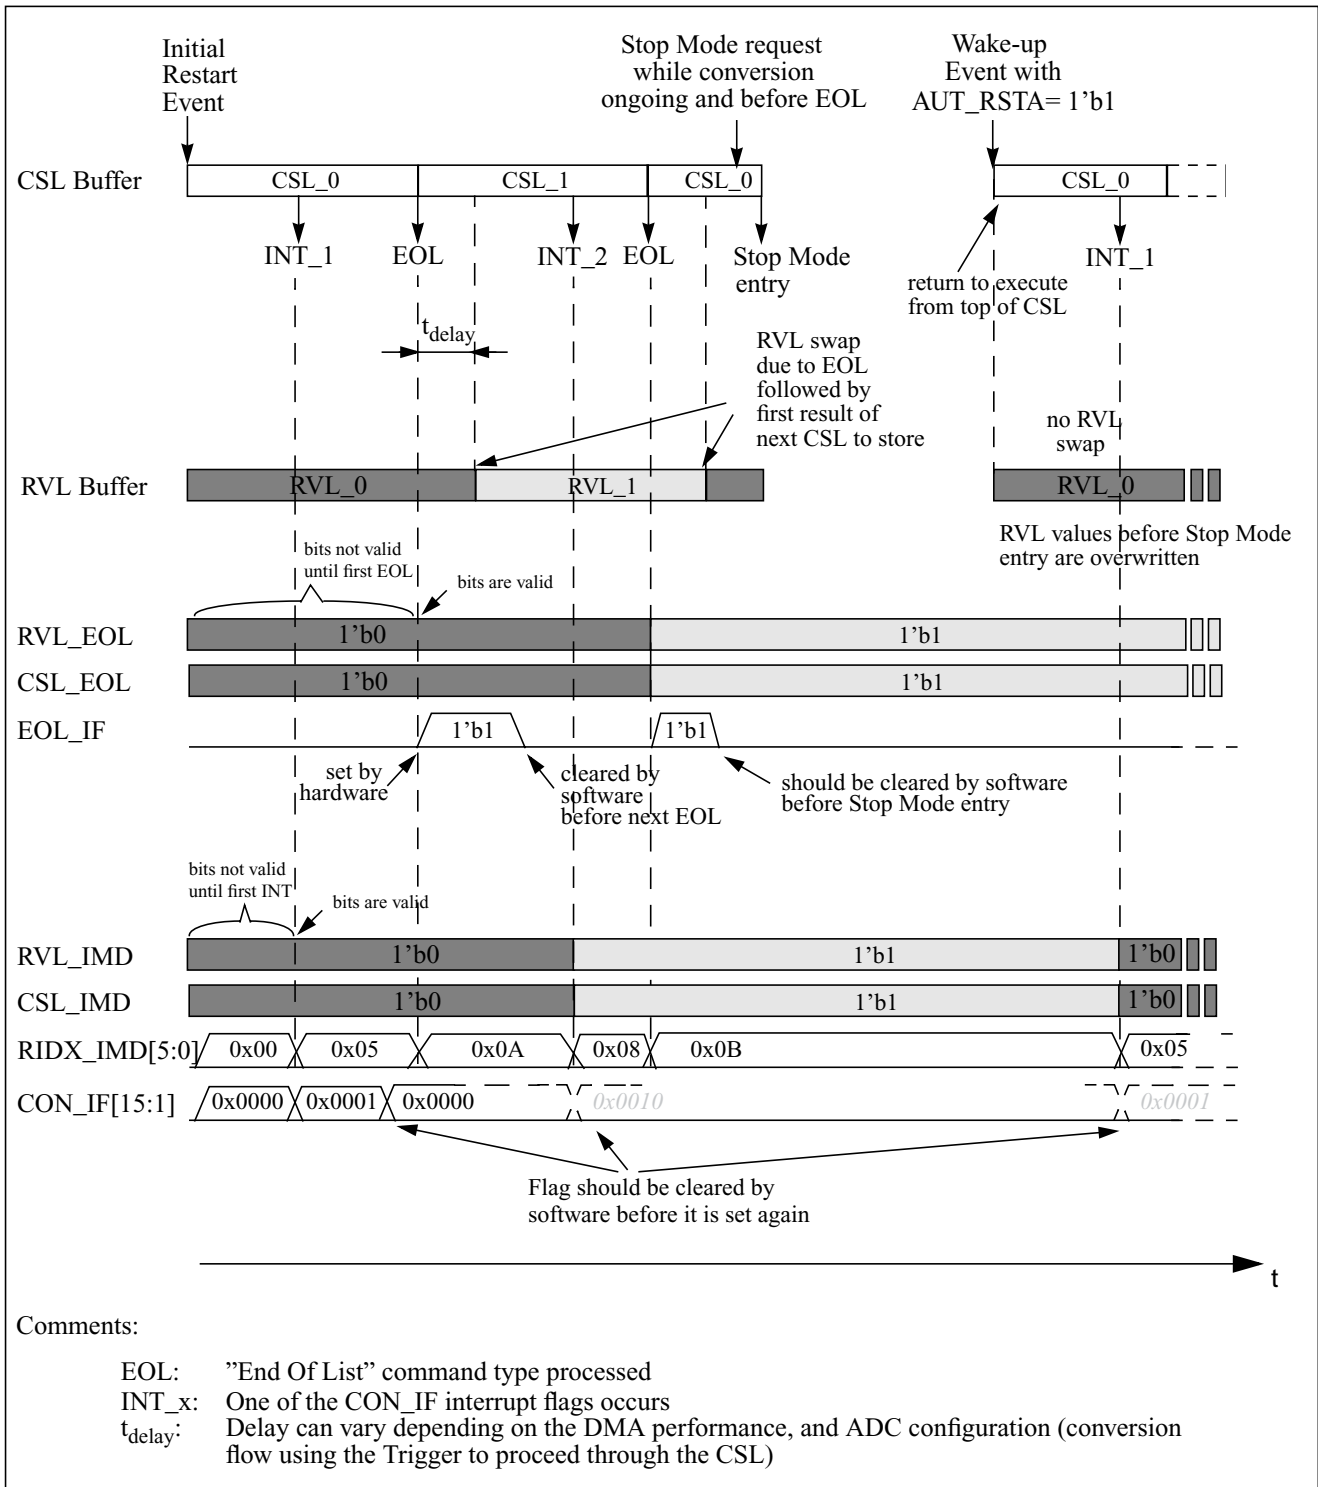 Initial
Restart
Event
Stop Mode request
while conversion
ongoing and before EOL
Wake-up
Event with
AUT_RSTA= 1’b1
CSL Buffer
CSL_0
CSL_1
CSL_0
CSL_0
INT_1
EOL
INT_2
EOL
Stop Mode
entry
INT_1
return to execute
from top of CSL
tdelay
RVL swap
due to EOL
followed by
first result of
next CSL to store
no RVL
swap
RVL Buffer
RVL_0
RVL_1
RVL_0
RVL values before Stop Mode
entry are overwritten
bits not valid
until first EOL
bits are valid
RVL_EOL
1’b0
1’b1
CSL_EOL
1’b0
1’b1
EOL_IF
1’b1
1’b1
set by
hardware
cleared by
software
before next EOL
should be cleared by software
before Stop Mode entry
bits not valid
until first INT
bits are valid
RVL_IMD
1’b0
1’b1
1’b0
CSL_IMD
1’b0
1’b1
1’b0
RIDX_IMD[5:0]
0x00
0x05
0x0A
0x08
0x0B
0x05
CON_IF[15:1]
0x0000
0x0001
0x0000
0x0010
0x0001
Flag should be cleared by
software before it is set again
t
Comments:
EOL: ”End Of List” command type processed
INT_x: One of the CON_IF interrupt flags occurs
tdelay: Delay can vary depending on the DMA performance, and ADC configuration (conversion
flow using the Trigger to proceed through the CSL)